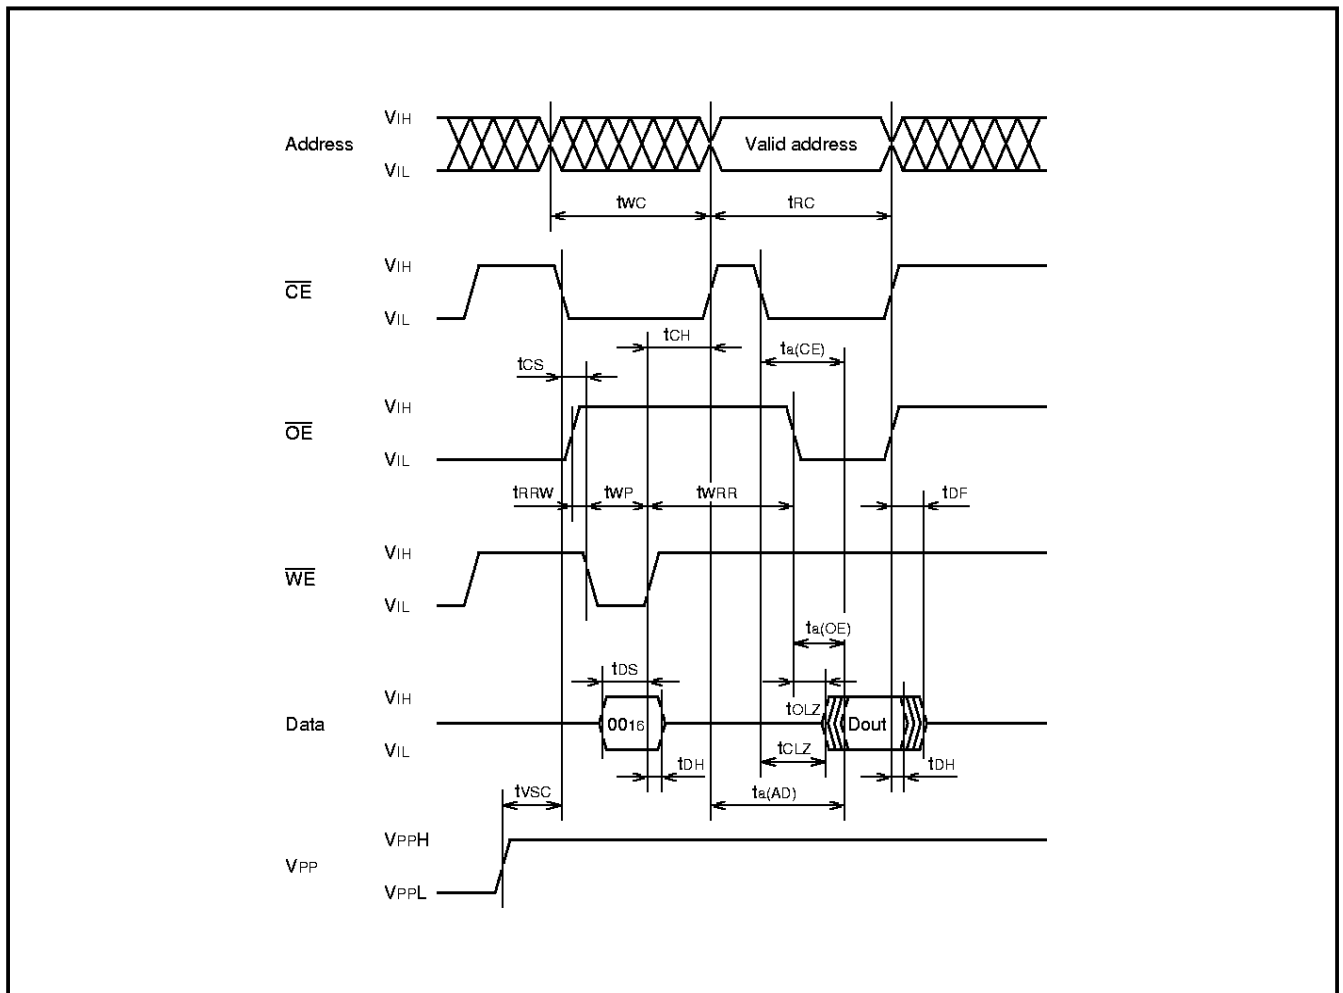 VIH
Address
Valid address
VIL
tWC
tRC
VIH
CE
VIL
tCH
ta(CE)
tCS
VIH
OE
VIL
tRRW
tWP
tWRR
tDF
VIH
WE
VIL
ta(OE)
tDS
VIH
tOLZ
Data
0016
Dout
VIL
tCLZ
tDH
tDH
tVSC
ta(AD)
VPPH
VPP
VPPL